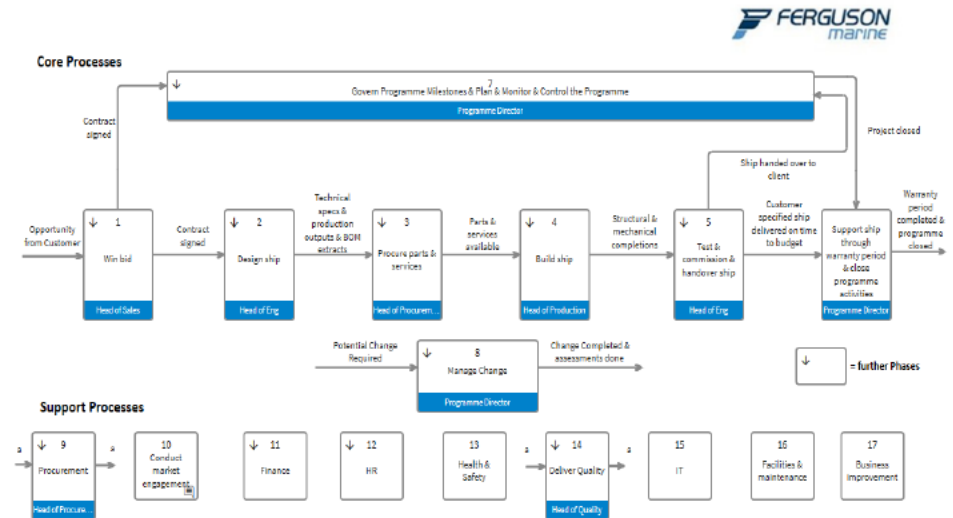 FERGUSON
marine
Core Processes
7
Govern Programme Milestones & Plan & Monitor & Control the Programme
Programme Director
Contract
signed
Project closed
Ship handed over to
client
Opportunity
from Customer
1
Win bid
Head of Sales
Contract
signed
2
Design ship
Head of Eng
Technical
specs &
production
outputs & BOM
extracts
3
Procure parts &
services
Head of Procurem...
Parts &
services
available
4
Build ship
Head of Production
Structural &
mechanical
completions
5
Test &
commission &
handover ship
Head of Eng
Customer
specified ship
delivered on time
to budget
Support ship
through
warranty period
& close
programme
activities
Programme Director
Warranty
period
completed &
programme
closed
Potential Change
Required
8
Manage Change
Programme Director
Change Completed &
assessments done
= further Phases
Support Processes
a
9
Procurement
Head of Procure...
a
10
Conduct
market
engagement
11
Finance
12
HR
13
Health &
Safety
a
14
Deliver Quality
Head of Quality
a
15
IT
16
Facilities &
maintenance
17
Business
Improvement